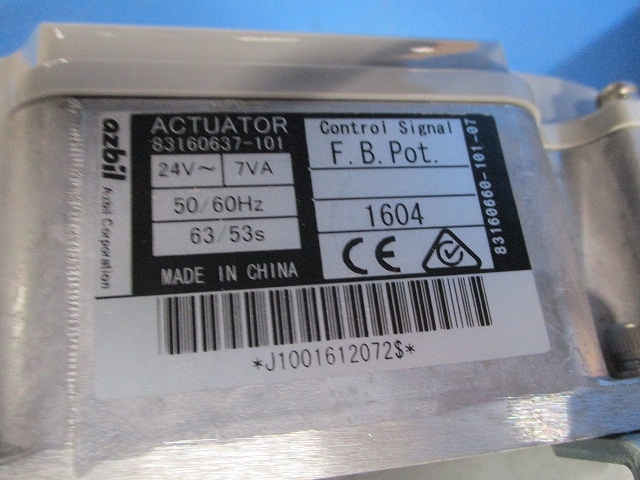 azbil
Azbil Corporation
ACTUATOR
83160637-101
24V~ 7VA
50/60Hz
63/53s
MADE IN CHINA
Control Signal
F.B.Pot.
1604
CE
83160660-101-07
*J1001612072$*